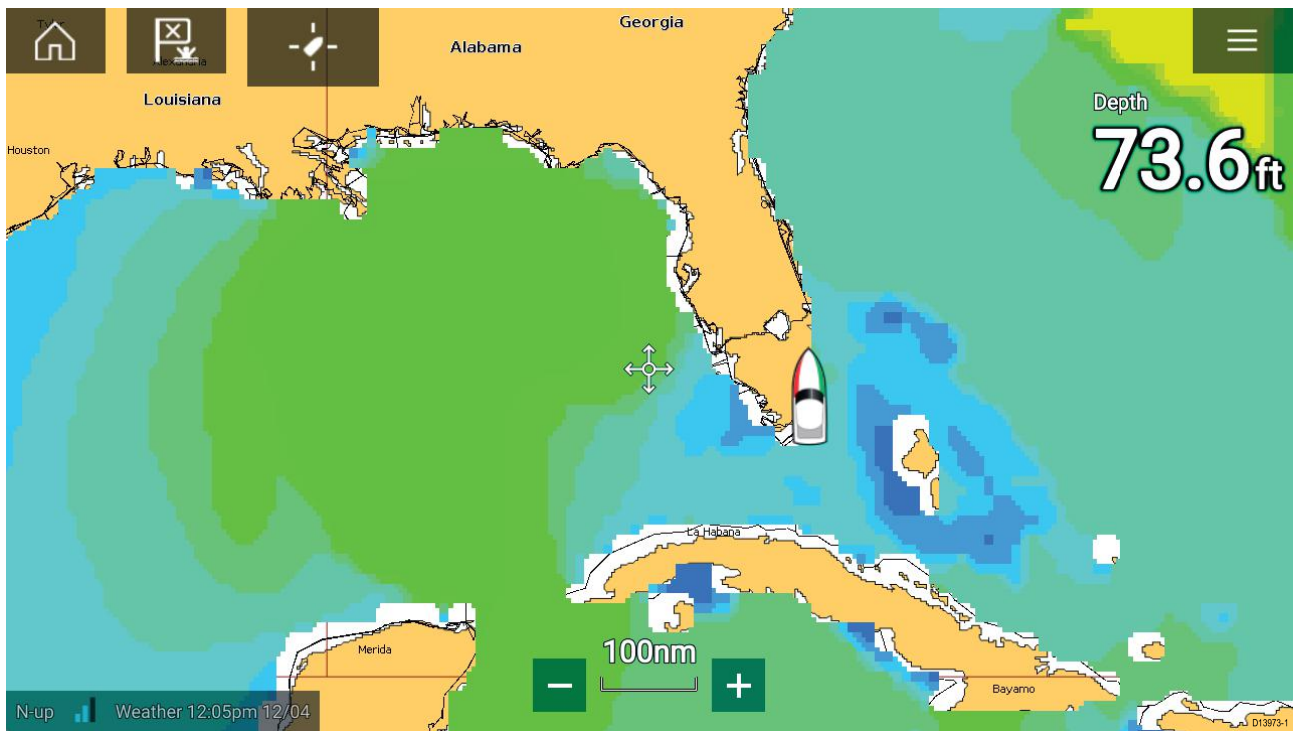 Georgia
Alabama
Louisiana
Houston
Depth
73.6ft
La Habana
100nm
Merida
Bayamo
N-up
Weather 12:05pm 12/04
D13973-1